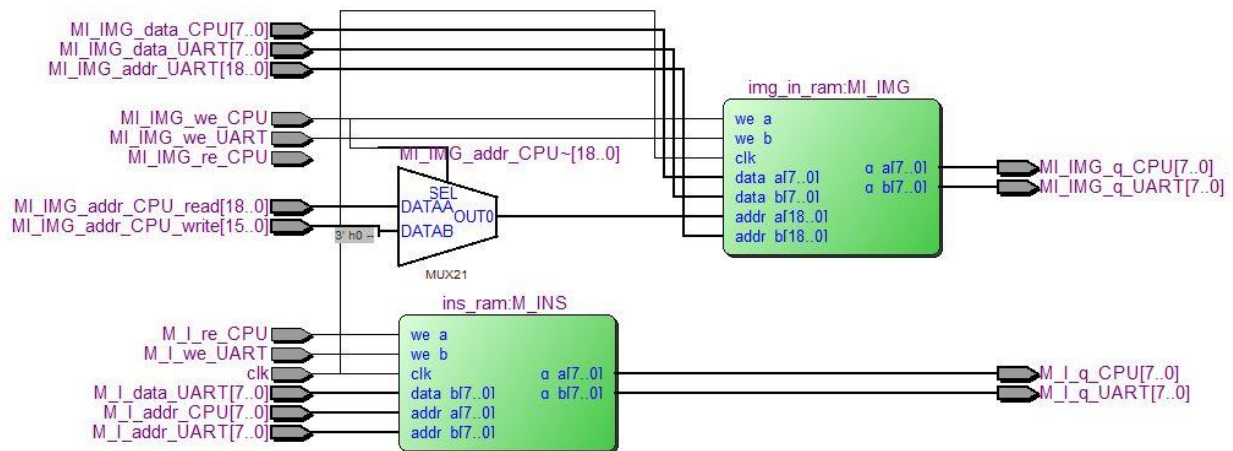 MI_IMG_data_CPU[7..0]
MI_IMG_data_UART[7..0]
MI_IMG_addr_UART[18..0]
MI_IMG_we_CPU
MI_IMG_we_UART
MI_IMG_re_CPU
MI_IMG_addr_CPU_read[18..0]
MI_IMG_addr_CPU_write[15..0]
3' h0 --
MI_IMG_addr_CPU~[18..0]
SEL
DATAA
OUT0
DATAB
MUX21
img_in_ram:MI_IMG
we a
we b
clk
data a[7..0]
data b[7..0]
addr a[18..0]
addr b[18..0]
q a[7..0]
q b[7..0]
MI_IMG_q_CPU[7..0]
MI_IMG_q_UART[7..0]
M_I_re_CPU
M_I_we_UART
clk
M_I_data_UART[7..0]
M_I_addr_CPU[7..0]
M_I_addr_UART[7..0]
ins_ram:M_INS
we a
we b
clk
data b[7..0]
addr a[7..0]
addr b[7..0]
q a[7..0]
q b[7..0]
M_I_q_CPU[7..0]
M_I_q_UART[7..0]